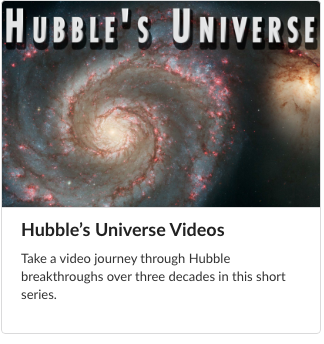 HUBBLE'S UNIVERSE
Hubble’s Universe Videos
Take a video journey through Hubble
breakthroughs over three decades in this short
series.